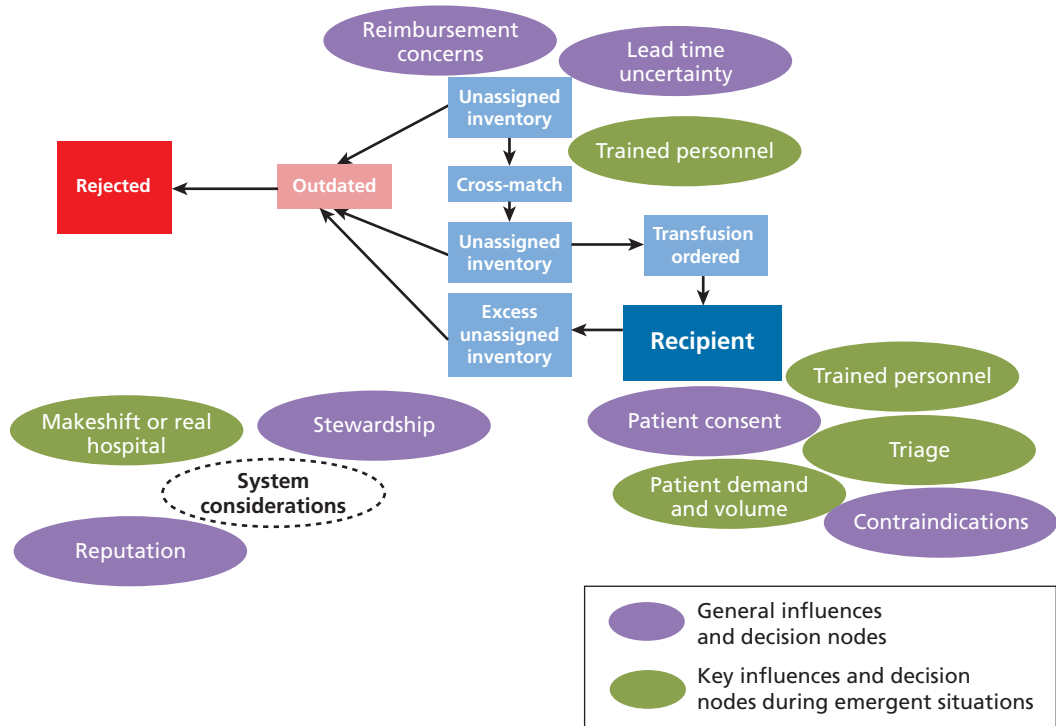 Reimbursement
concerns
Lead time
uncertainty
Unassigned
inventory
Trained personnel
Rejected
Outdated
Cross-match
Unassigned
inventory
Transfusion
ordered
Excess
unassigned
inventory
Recipient
Trained personnel
Makeshift or real
hospital
Stewardship
Patient consent
Triage
System
considerations
Patient demand
and volume
Contraindications
Reputation
General influences
and decision nodes
Key influences and decision
nodes during emergent situations